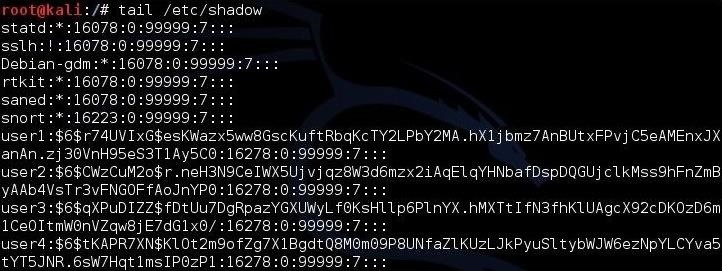 root@kali:/# tail /etc/shadow
statd:*:16078:0:99999:7:::
sslh:!:16078:0:99999:7:::
Debian-gdm:*:16078:0:99999:7:::
rtkit:*:16078:0:99999:7:::
saned:*:16078:0:99999:7:::
snort:*:16223:0:99999:7:::
user1:$6$r74UVIxG$esKWazx5ww8GscKuftRbqKcTY2LPbY2MA.hX1jbmz7AnBUtxFPvjC5eAMEnxJX
anAn.zj30VnH95eS3T1Ay5C0:16278:0:99999:7:::
user2:$6$CWzCuM2o$r.neH3N9CeIWX5Ujvjqz8W3d6mzx2iAqElqYHNbafDspDQGUjclkMss9hFnZmB
yAAb4VsTr3vFNGOFfAoJnYP0:16278:0:99999:7:::
user3:$6$qXPuDIZZ$fDtUu7DgRpazYGXUWyLf0KsHllp6PlnYX.hMXTtIfN3fhKlUAgcX92cDKOzD6m
1CeOItmW0nVZqw8jE7dG1x0/:16278:0:99999:7:::
user4:$6$tKAPR7XN$KlOt2m9ofZg7X1BgdtQ8M0m09P8UNfaZlKUzLJkPyuSltybWJW6ezNpYLCYva5
tYT5JNR.6sW7Hqt1msIP0zP1:16278:0:99999:7:::